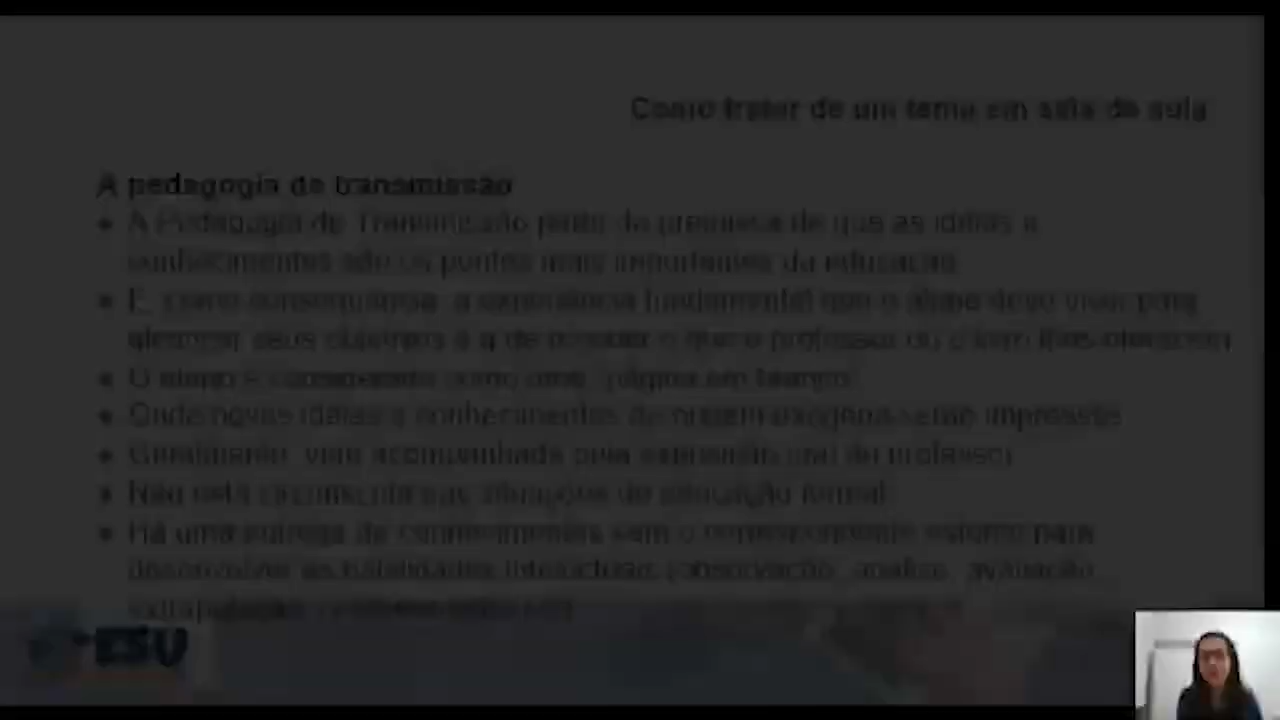 Como tratar de um tema em sala de aula
A pedagogia de transmissão
• A Pedagogia de Transmissão parte da premissa de que as ideias e
conhecimentos são os pontos mais importantes da educação
• E, como consequência, a experiência fundamental que o aluno deve viver para
alcançar seus objetivos é a de receber o que o professor ou o livro lhes oferecem
• O aluno é considerado como uma "página em branco"
• Onde novas ideias e conhecimentos de origem exógena serão impressos
• Geralmente, vem acompanhada pela exposição oral do professor
• Não está circunscrita às situações de educação formal
• Há uma entrega de conhecimentos sem o correspondente esforço para
desenvolver as habilidades intelectuais (observação, análise, avaliação,
extrapolação,
ESU